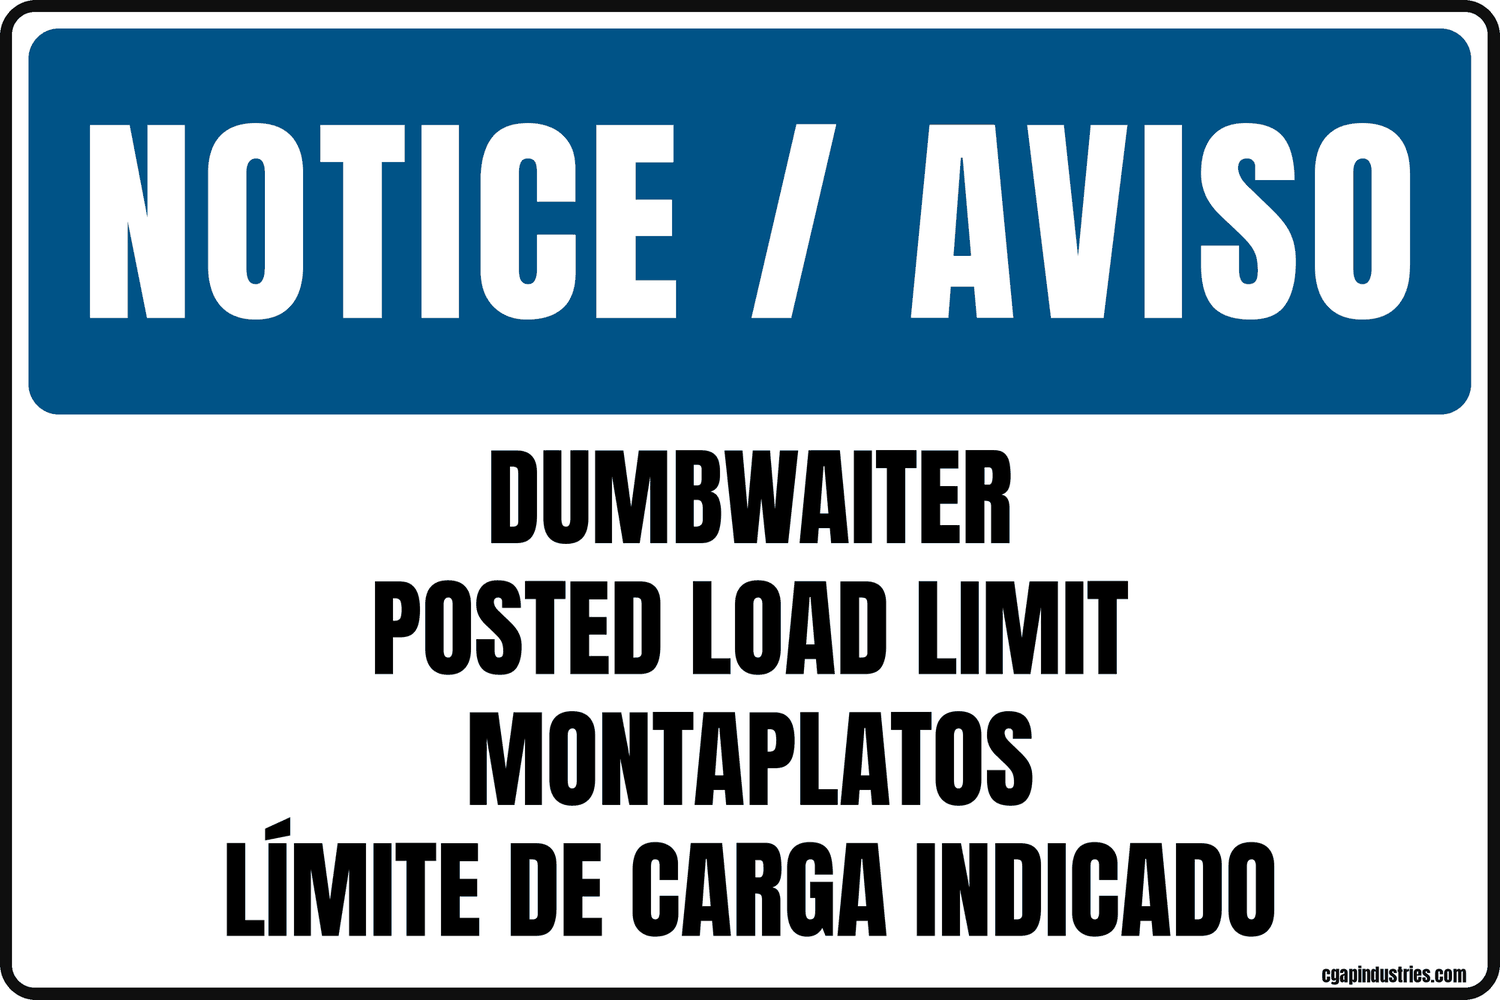 NOTICE / AVISO
DUMBWAITER
POSTED LOAD LIMIT
MONTAPLATOS
LÍMITE DE CARGA INDICADO
cgapindustries.com